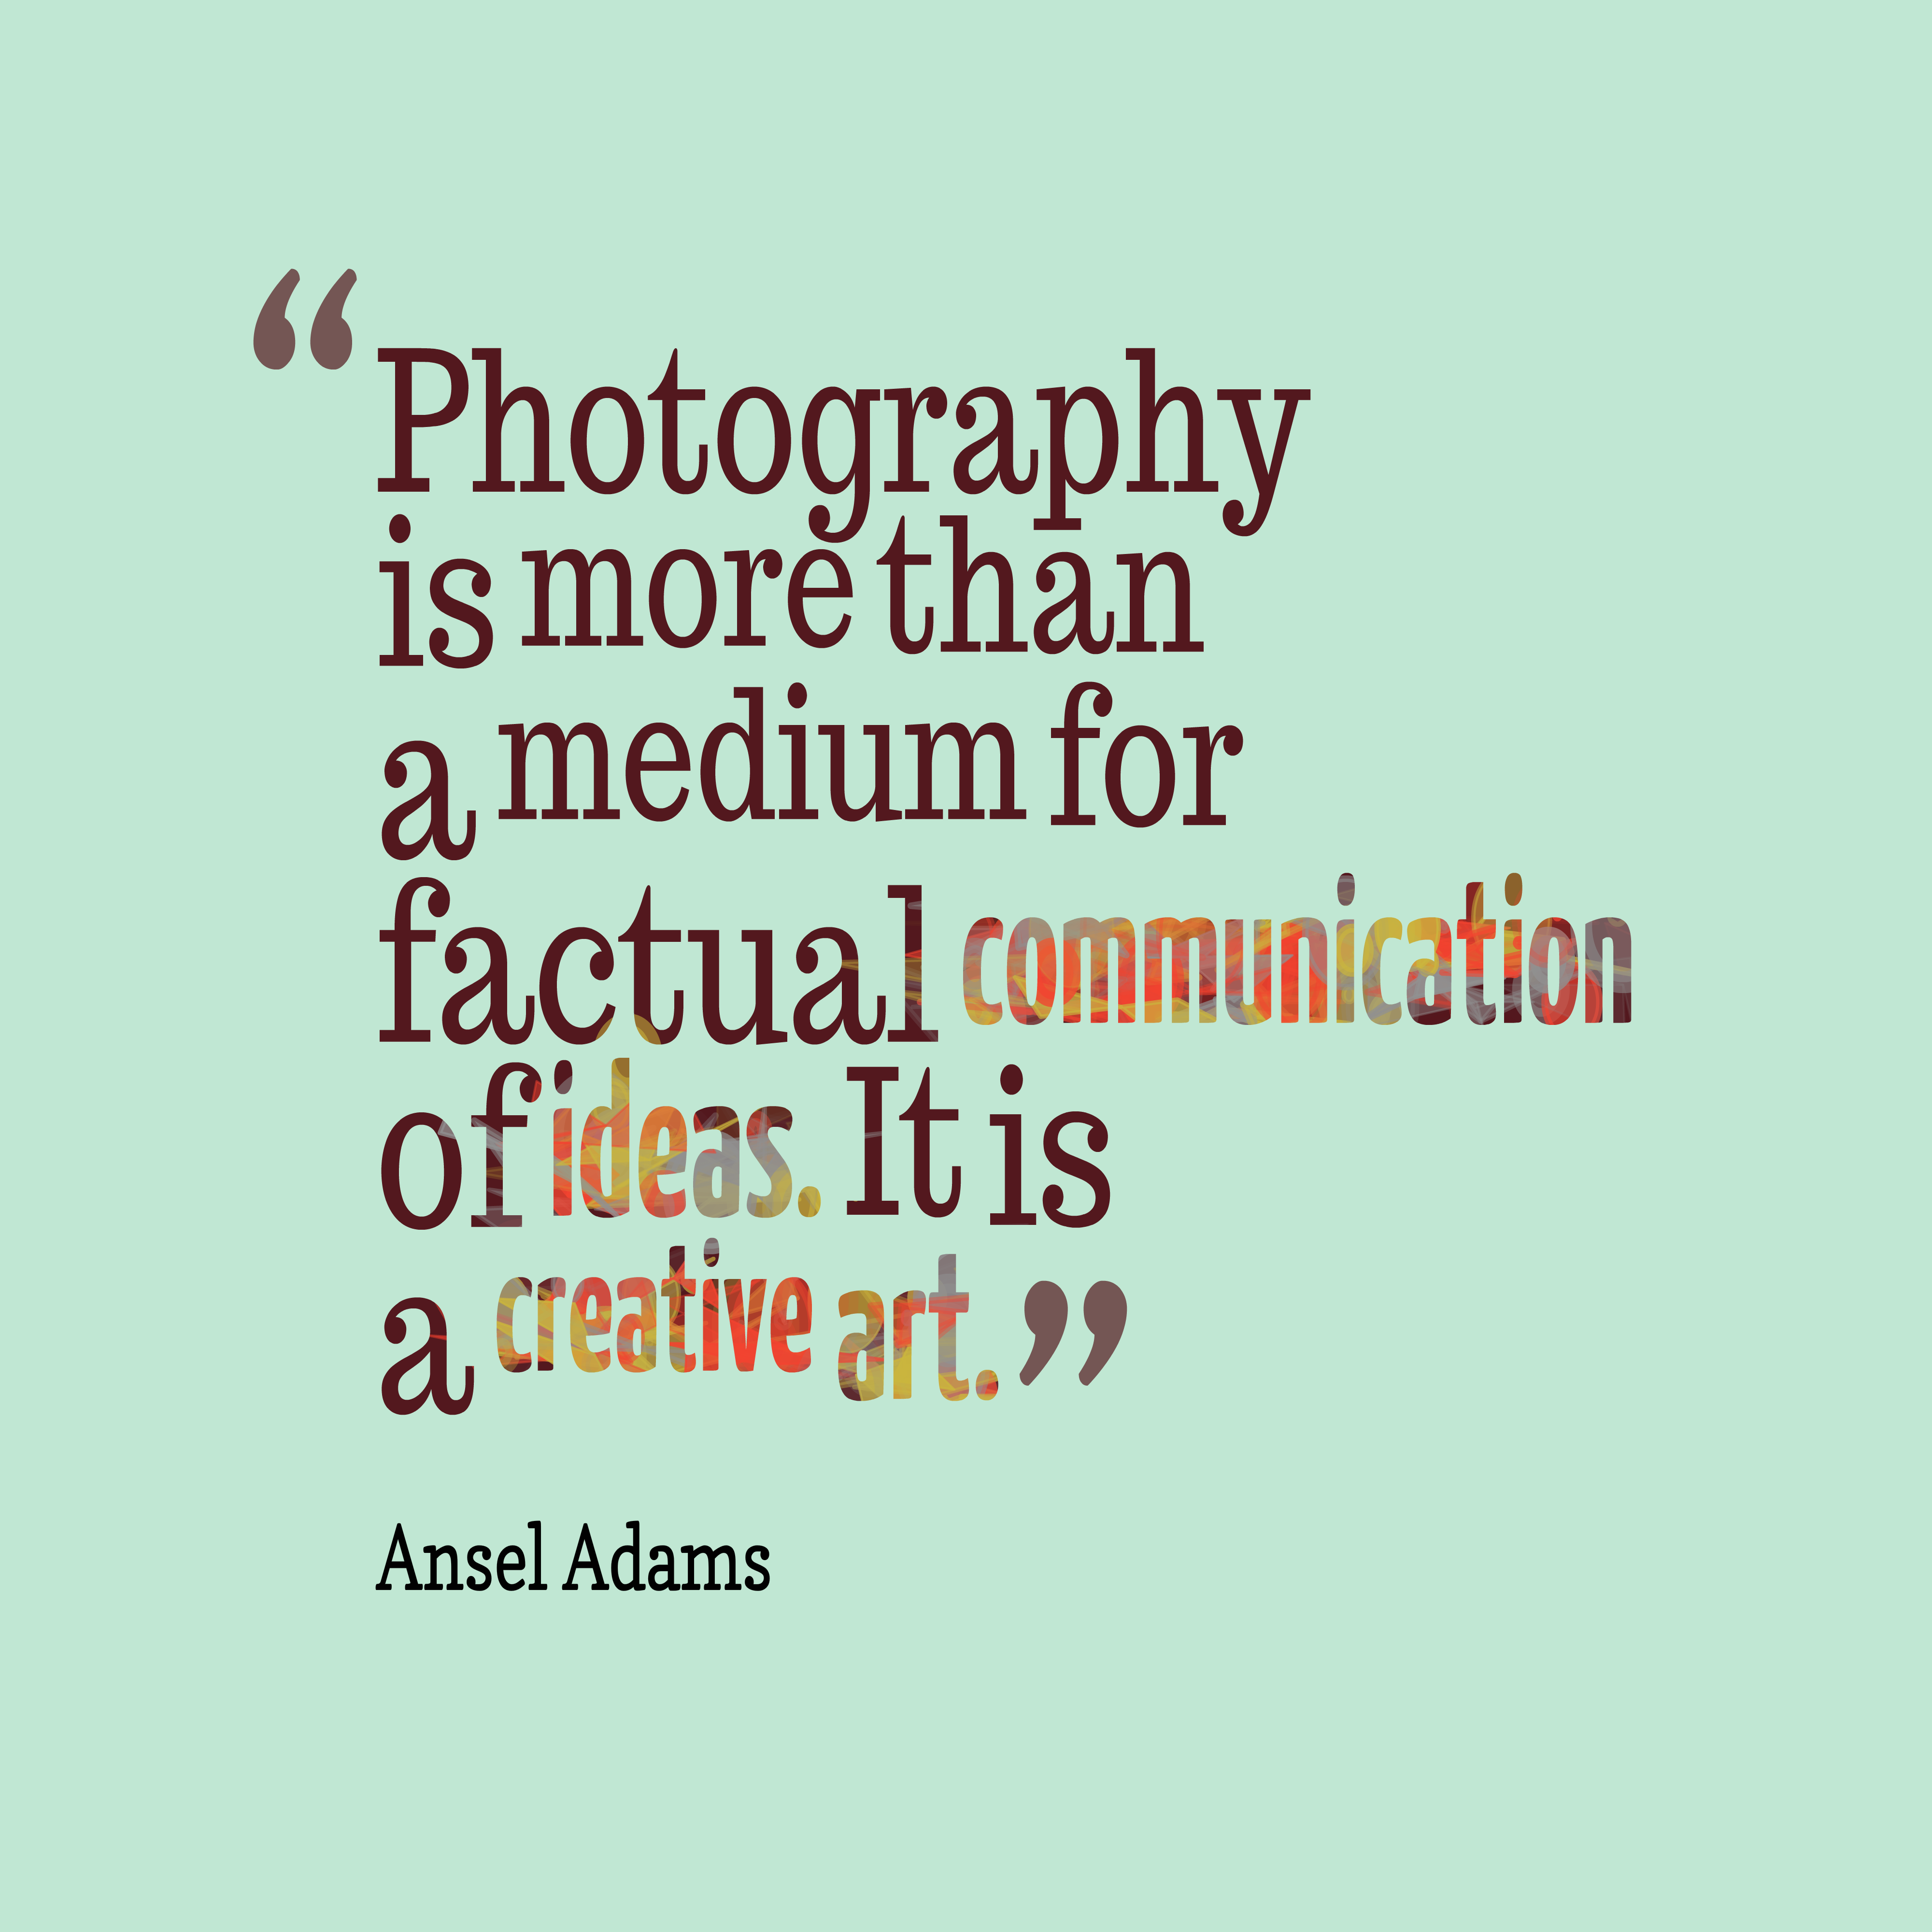 “Photography
is more than
a medium for
factual communication
of ideas. It is
a creative art.”
Ansel Adams